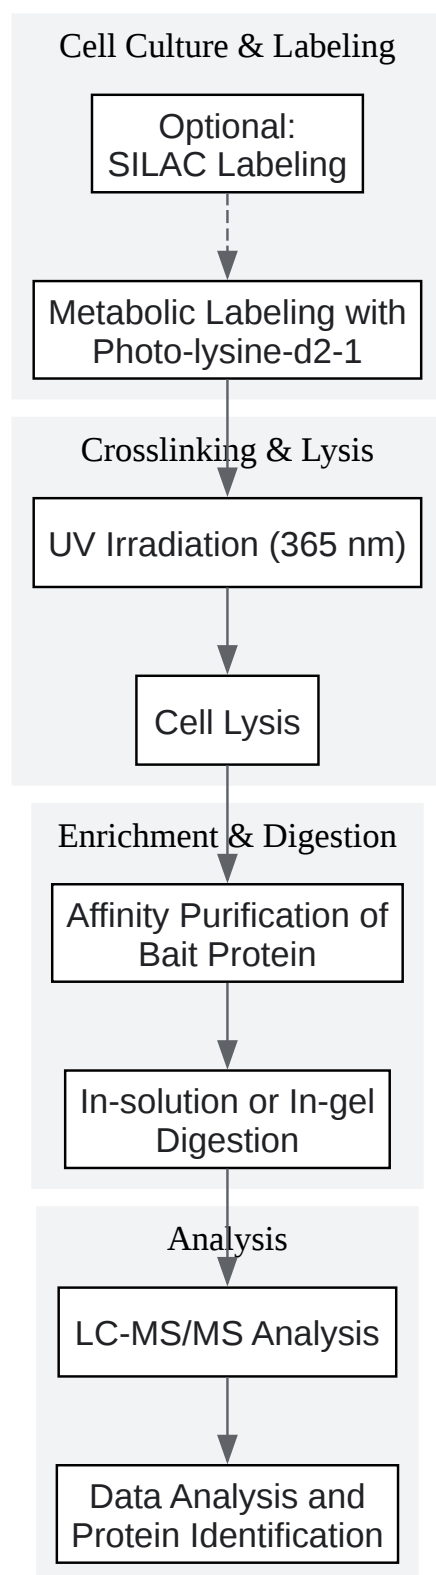 Cell Culture & Labeling
Optional:
SILAC Labeling
Metabolic Labeling with
Photo-lysine-d2-1
Crosslinking & Lysis
UV Irradiation (365 nm)
Cell Lysis
Enrichment & Digestion
Affinity Purification of
Bait Protein
In-solution or In-gel
Digestion
Analysis
LC-MS/MS Analysis
Data Analysis and
Protein Identification